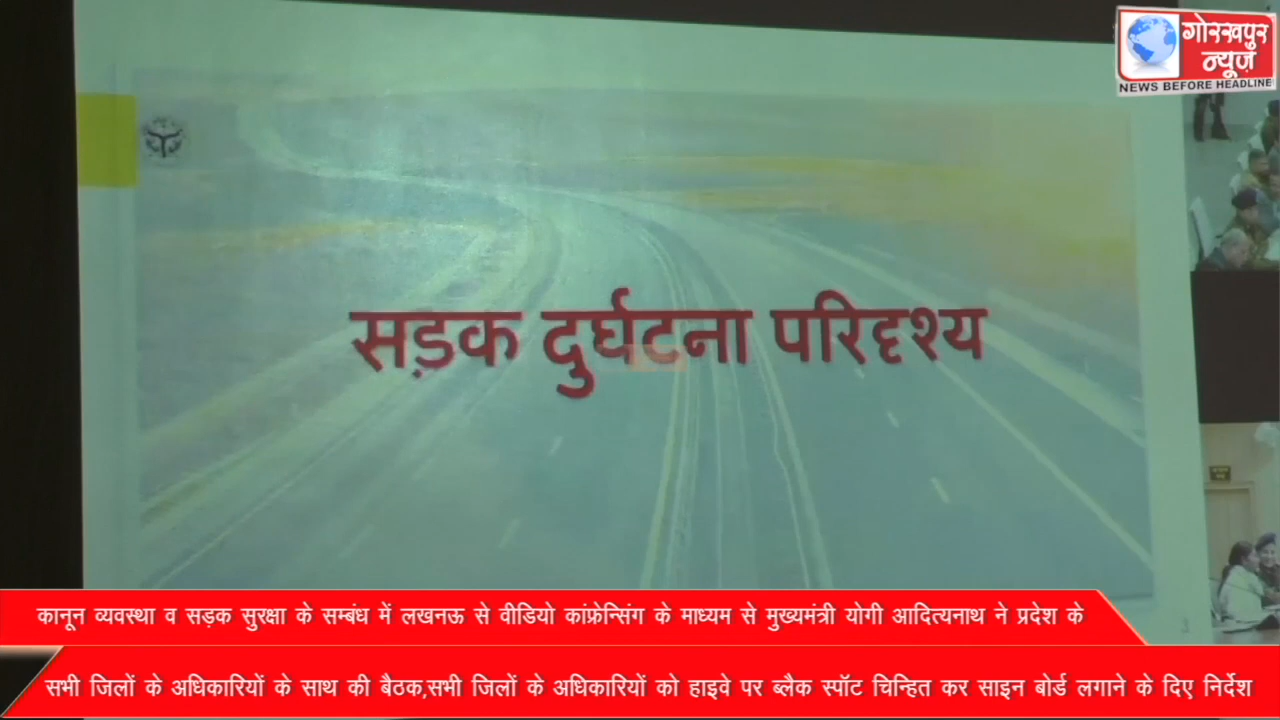 गोरखपुर
न्यूज़
NEWS BEFORE HEADLINE
सड़क दुर्घटना परिदृश्य
कानून व्यवस्था व सड़क सुरक्षा के सम्बंध में लखनऊ से वीडियो कांफ्रेन्सिंग के माध्यम से मुख्यमंत्री योगी आदित्यनाथ ने प्रदेश के
सभी जिलों के अधिकारियों के साथ की बैठक,सभी जिलों के अधिकारियों को हाइवे पर ब्लैक स्पॉट चिन्हित कर साइन बोर्ड लगाने के दिए निर्देश